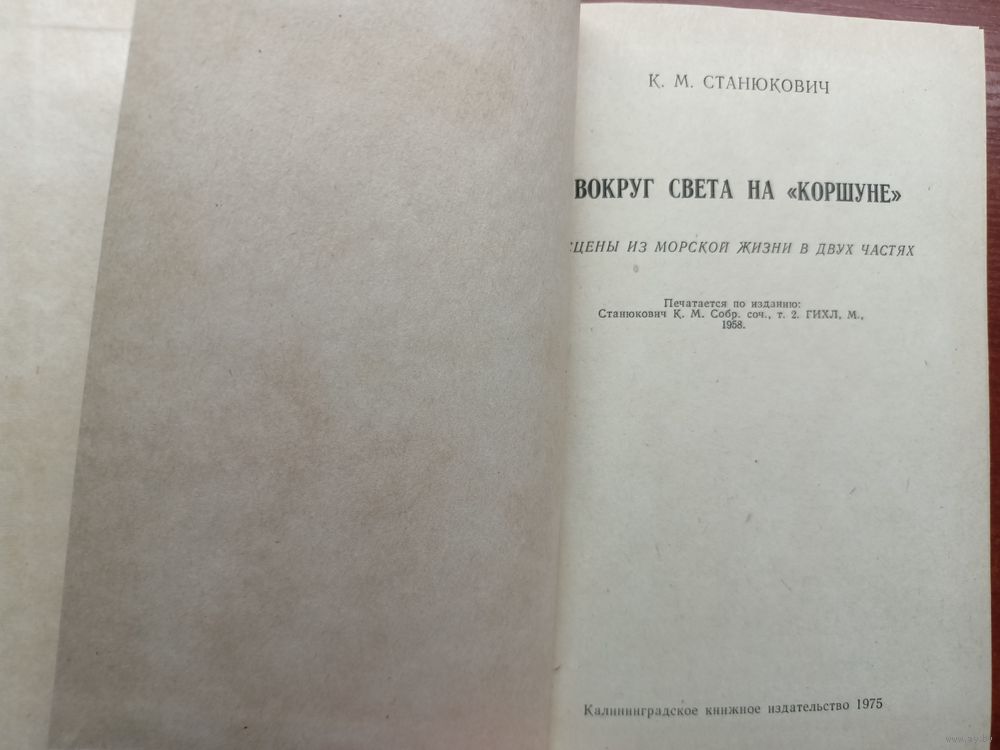 К. М. СТАНЮКОВИЧ
ВОКРУГ СВЕТА НА «КОРШУНЕ»
СЦЕНЫ ИЗ МОРСКОЙ ЖИЗНИ В ДВУХ ЧАСТЯХ
Печатается по изданию:
Станюкович К. М. Собр. соч., т. 2. ГИХЛ, М.,
1958.
Калининградское книжное издательство 1975